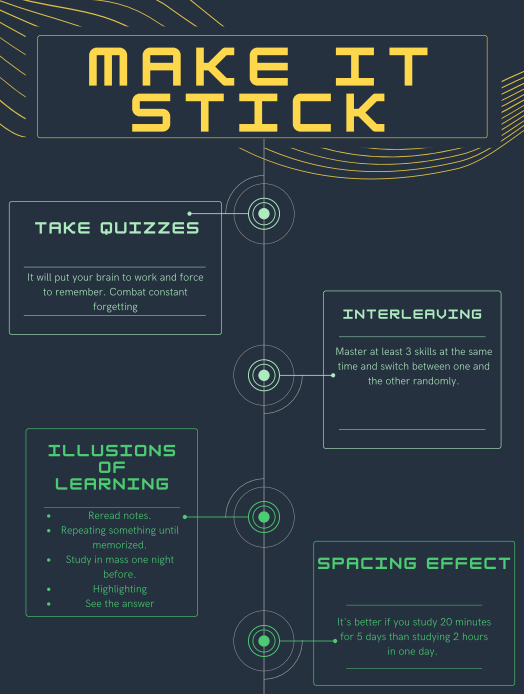 MAKE IT
STICK
TAKE QUIZZES
It will put your brain to work and force
to remember. Combat constant
forgetting
INTERLEAVING
Master at least 3 skills at the same
time and switch between one and
the other randomly.
ILLUSIONS
OF
LEARNING
• Reread notes.
• Repeating something until
memorized.
• Study in mass one night
before.
• Highlighting
• See the answer
SPACING EFFECT
It's better if you study 20 minutes
for 5 days than studying 2 hours
in one day.